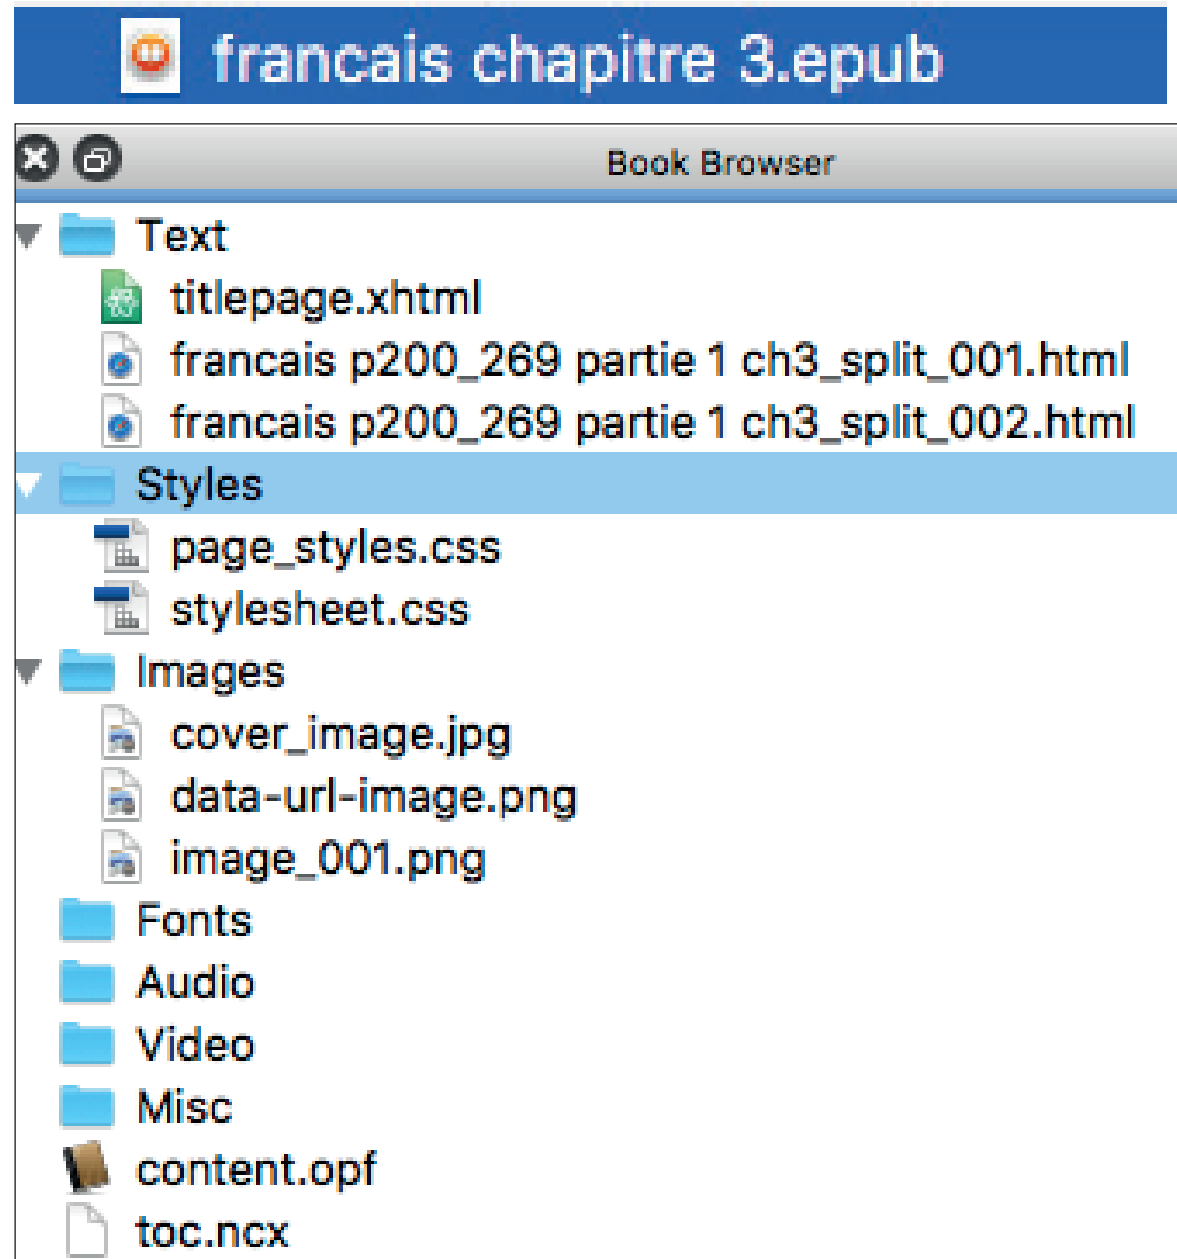 francais chapitre 3.epub
Book Browser
Text
titlepage.xhtml
francais p200_269 partie 1 ch3_split_001.html
francais p200_269 partie 1 ch3_split_002.html
Styles
page_styles.css
stylesheet.css
Images
cover_image.jpg
data-url-image.png
image_001.png
Fonts
Audio
Video
Misc
content.opf
toc.ncx